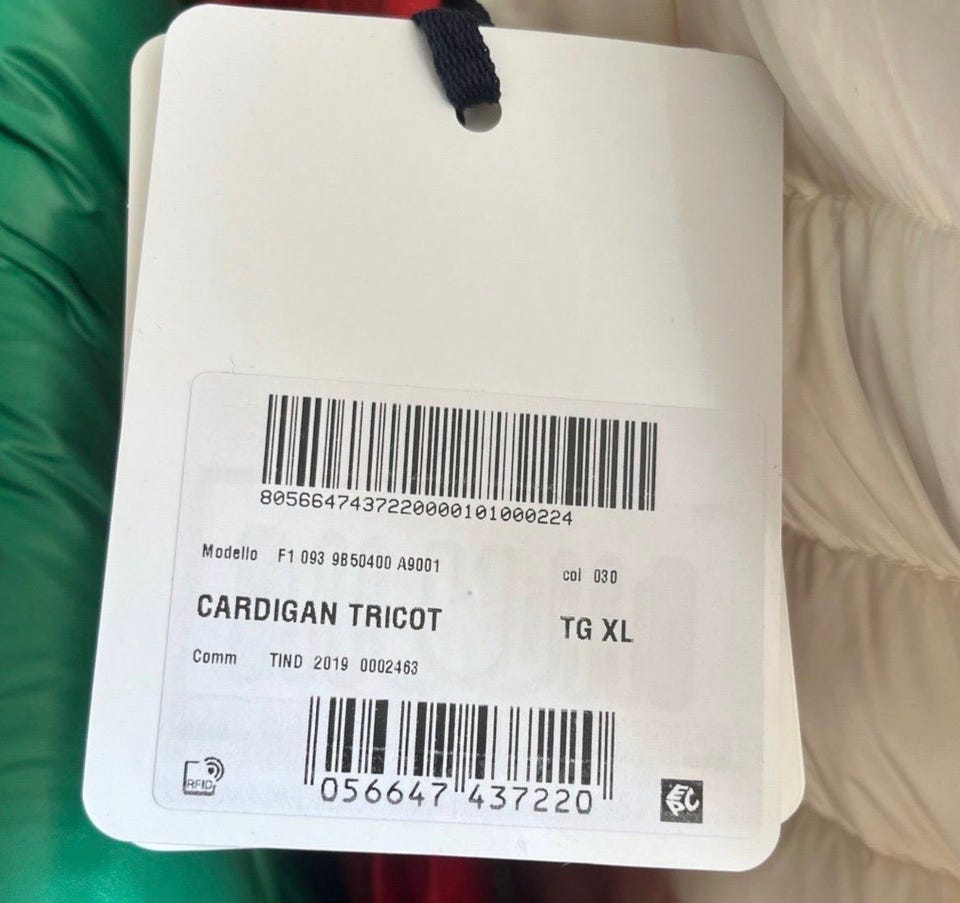 8056647437220000101000224
Modello F1 093 9B50400 A9001 col 030
CARDIGAN TRICOT TG XL
Comm TIND 2019 0002463
056647 437220
RFID